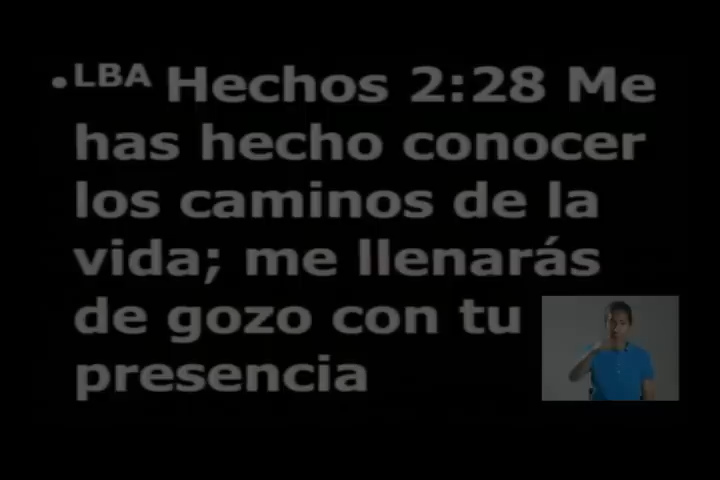 •LBA Hechos 2:28 Me
has hecho conocer
los caminos de la
vida; me llenarás
de gozo con tu
presencia